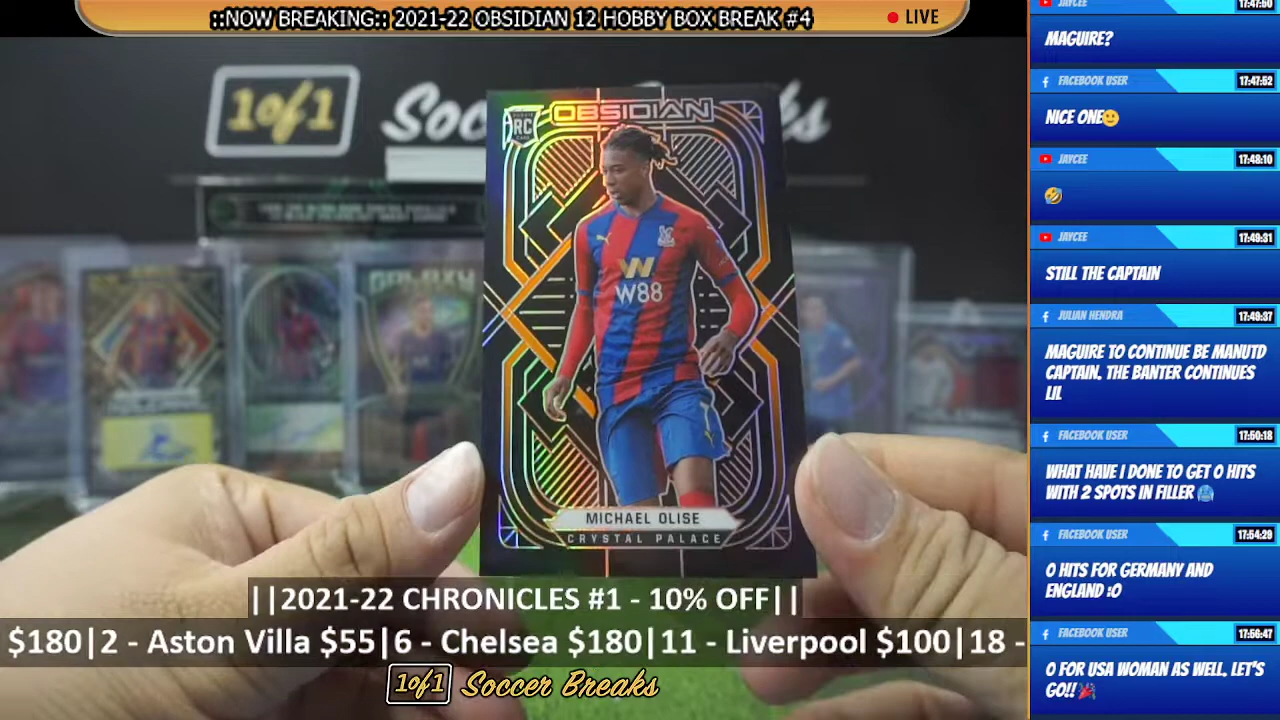 ::NOW BREAKING:: 2021-22 OBSIDIAN 12 HOBBY BOX BREAK #4
LIVE
1of1
OBSIDIAN
RC
W88
MICHAEL OLISE
CRYSTAL PALACE
||2021-22 CHRONICLES #1 - 10% OFF||
$180|2 - Aston Villa $55|6 - Chelsea $180|11 - Liverpool $100|18 -
1of1 Soccer Breaks
JAYCEE 17:47:50
MAGUIRE?
FACEBOOK USER 17:47:52
NICE ONE🙂
JAYCEE 17:48:10
🤣
JAYCEE 17:49:31
STILL THE CAPTAIN
JULIAN HENDRA 17:49:37
MAGUIRE TO CONTINUE BE MANUTD
CAPTAIN. THE BANTER CONTINUES
LIL
FACEBOOK USER 17:50:18
WHAT HAVE I DONE TO GET 0 HITS
WITH 2 SPOTS IN FILLER 🥶
FACEBOOK USER 17:54:29
0 HITS FOR GERMANY AND
ENGLAND :O
FACEBOOK USER 17:56:47
0 FOR USA WOMAN AS WELL. LET'S
GO!! 🎉